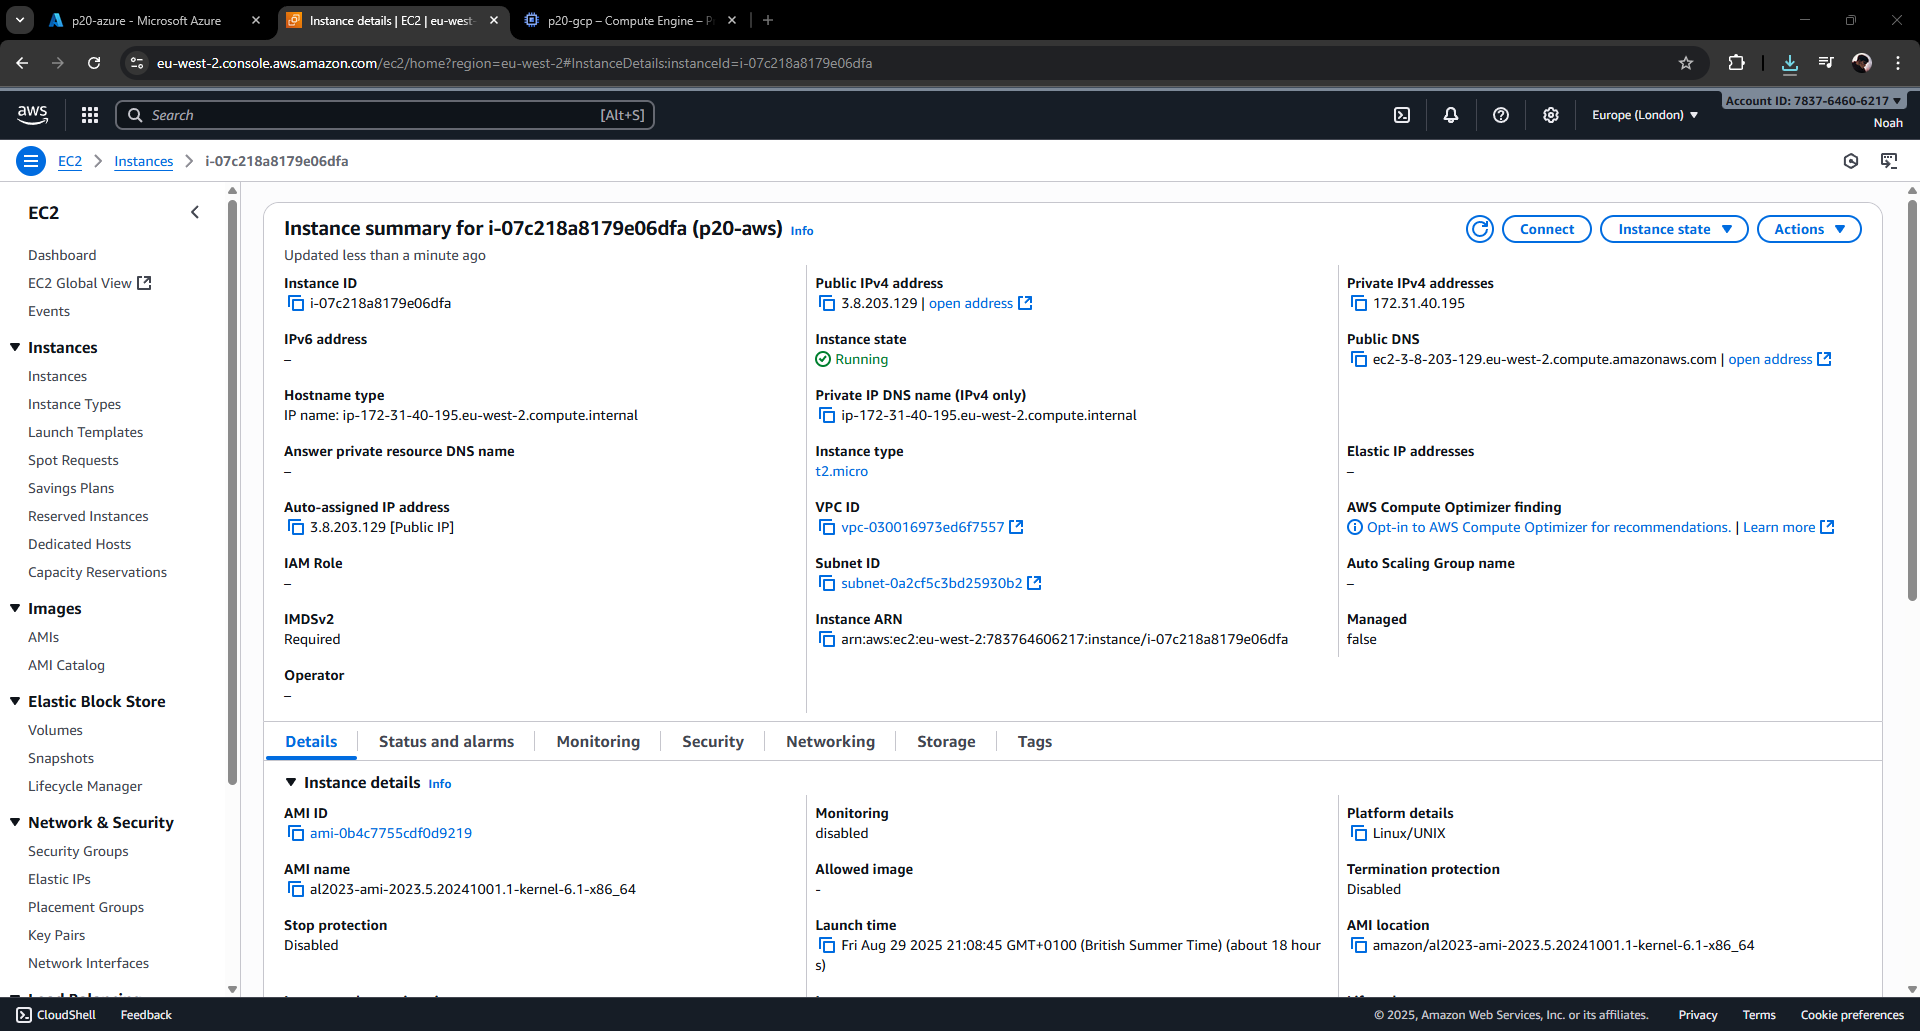 p20-azure - Microsoft Azure
Instance details | EC2 | eu-west-
p20-gcp – Compute Engine – P
eu-west-2.console.aws.amazon.com/ec2/home?region=eu-west-2#InstanceDetails:instanceId=i-07c218a8179e06dfa
aws
Search
[Alt+S]
Europe (London)
Account ID: 7837-6460-6217
Noah
EC2
Instances
i-07c218a8179e06dfa
EC2
Dashboard
EC2 Global View
Events
Instances
Instances
Instance Types
Launch Templates
Spot Requests
Savings Plans
Reserved Instances
Dedicated Hosts
Capacity Reservations
Images
AMIs
AMI Catalog
Elastic Block Store
Volumes
Snapshots
Lifecycle Manager
Network & Security
Security Groups
Elastic IPs
Placement Groups
Key Pairs
Network Interfaces
Instance summary for i-07c218a8179e06dfa (p20-aws) Info
Updated less than a minute ago
Connect
Instance state
Actions
Instance ID
i-07c218a8179e06dfa
Public IPv4 address
3.8.203.129 | open address
Private IPv4 addresses
172.31.40.195
IPv6 address
–
Instance state
Running
Public DNS
ec2-3-8-203-129.eu-west-2.compute.amazonaws.com | open address
Hostname type
IP name: ip-172-31-40-195.eu-west-2.compute.internal
Private IP DNS name (IPv4 only)
ip-172-31-40-195.eu-west-2.compute.internal
Answer private resource DNS name
–
Instance type
t2.micro
Elastic IP addresses
–
Auto-assigned IP address
3.8.203.129 [Public IP]
VPC ID
vpc-030016973ed6f7557
AWS Compute Optimizer finding
Opt-in to AWS Compute Optimizer for recommendations. | Learn more
IAM Role
–
Subnet ID
subnet-0a2cf5c3bd25930b2
Auto Scaling Group name
–
IMDSv2
Required
Instance ARN
arn:aws:ec2:eu-west-2:783764606217:instance/i-07c218a8179e06dfa
Managed
false
Operator
–
Details
Status and alarms
Monitoring
Security
Networking
Storage
Tags
Instance details Info
AMI ID
ami-0b4c7755cdf0d9219
Monitoring
disabled
Platform details
Linux/UNIX
AMI name
al2023-ami-2023.5.20241001.1-kernel-6.1-x86_64
Allowed image
-
Termination protection
Disabled
Stop protection
Disabled
Launch time
Fri Aug 29 2025 21:08:45 GMT+0100 (British Summer Time) (about 18 hour
s)
AMI location
amazon/al2023-ami-2023.5.20241001.1-kernel-6.1-x86_64
CloudShell
Feedback
© 2025, Amazon Web Services, Inc. or its affiliates.
Privacy
Terms
Cookie preferences